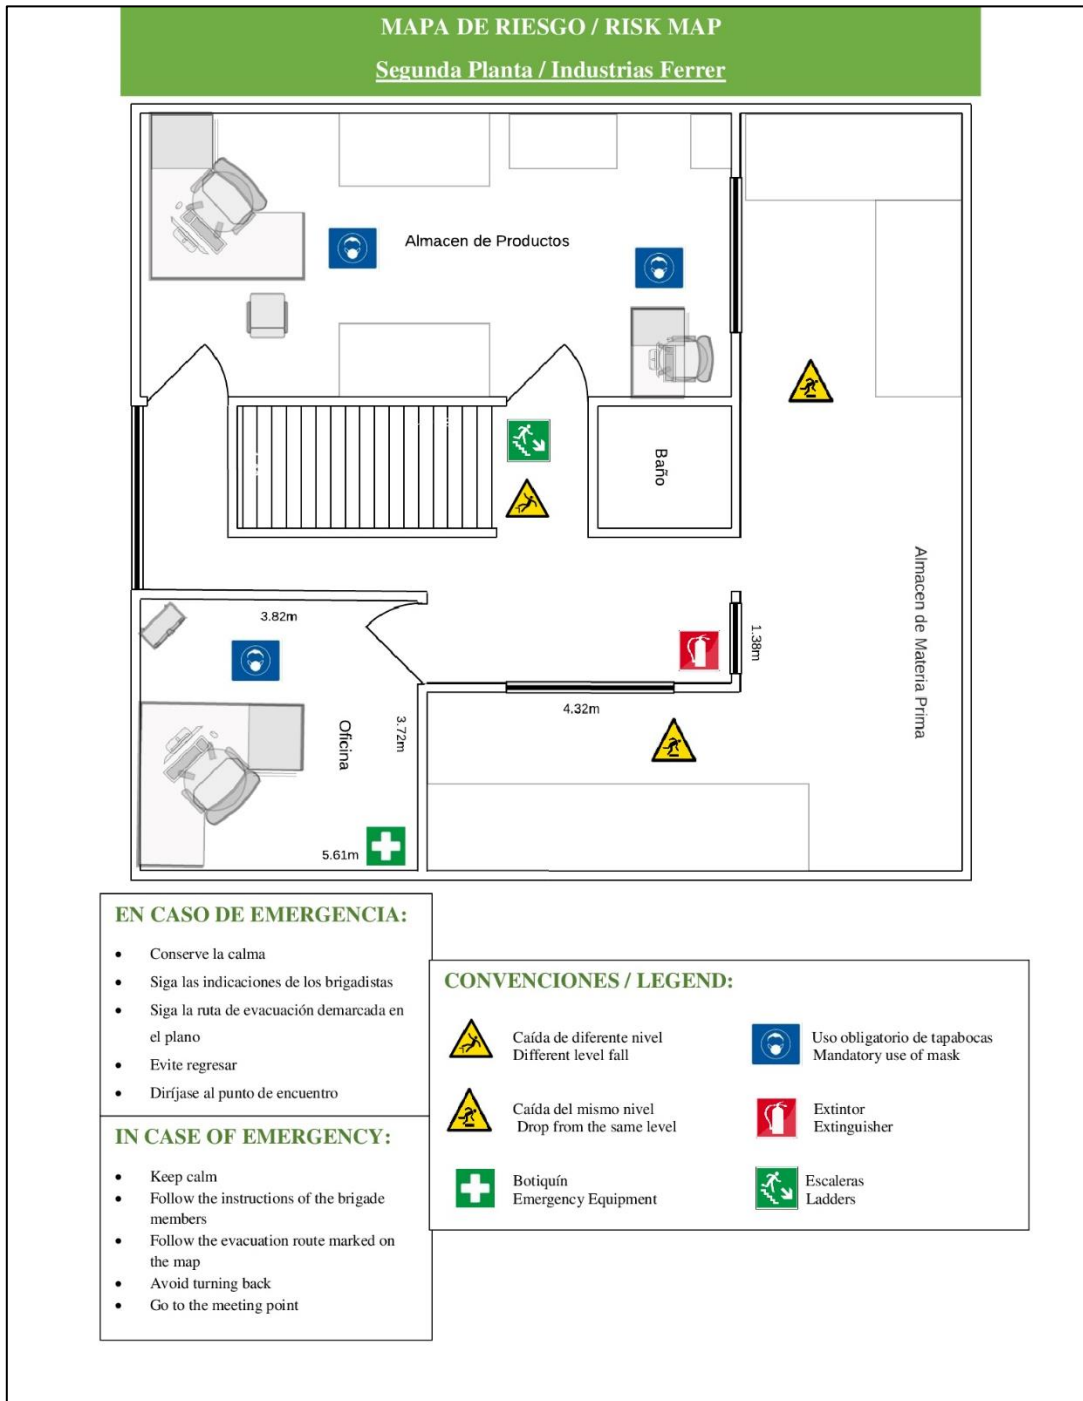 MAPA DE RIESGO / RISK MAP
Segunda Planta / Industrias Ferrer
Almacen de Productos
Baño
Almacen de Materia Prima
3.82m
1.38m
4.32m
3.72m
Oficina
5.61m
EN CASO DE EMERGENCIA:
• Conserve la calma
• Siga las indicaciones de los brigadistas
• Siga la ruta de evacuación demarcada en
el plano
• Evite regresar
• Diríjase al punto de encuentro
IN CASE OF EMERGENCY:
• Keep calm
• Follow the instructions of the brigade
members
• Follow the evacuation route marked on
the map
• Avoid turning back
• Go to the meeting point
CONVENCIONES / LEGEND:
Caída de diferente nivel
Different level fall
Caída del mismo nivel
Drop from the same level
Botiquín
Emergency Equipment
Uso obligatorio de tapabocas
Mandatory use of mask
Extintor
Extinguisher
Escaleras
Ladders